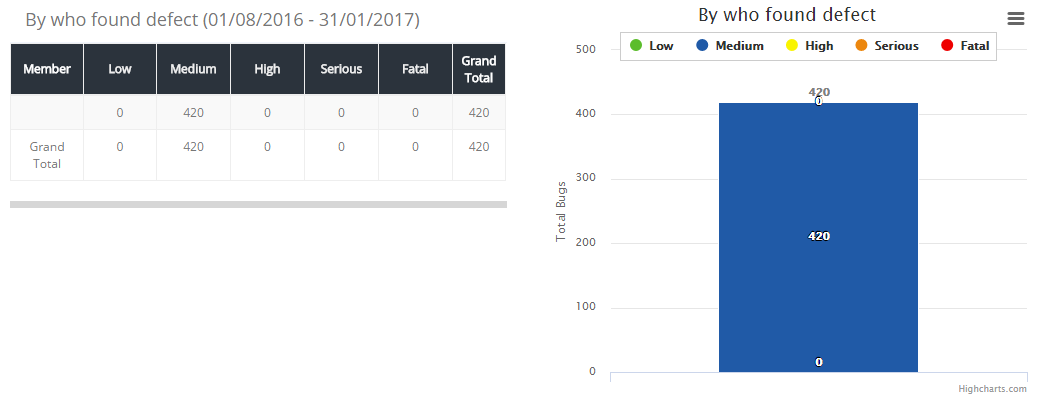 By who found defect (01/08/2016 - 31/01/2017)
Member Low Medium High Serious Fatal Grand Total
0 420 0 0 0 420
Grand Total 0 420 0 0 0 420
By who found defect
Low Medium High Serious Fatal
Total Bugs
500
400
300
200
100
0
420
0
420
0
Highcharts.com